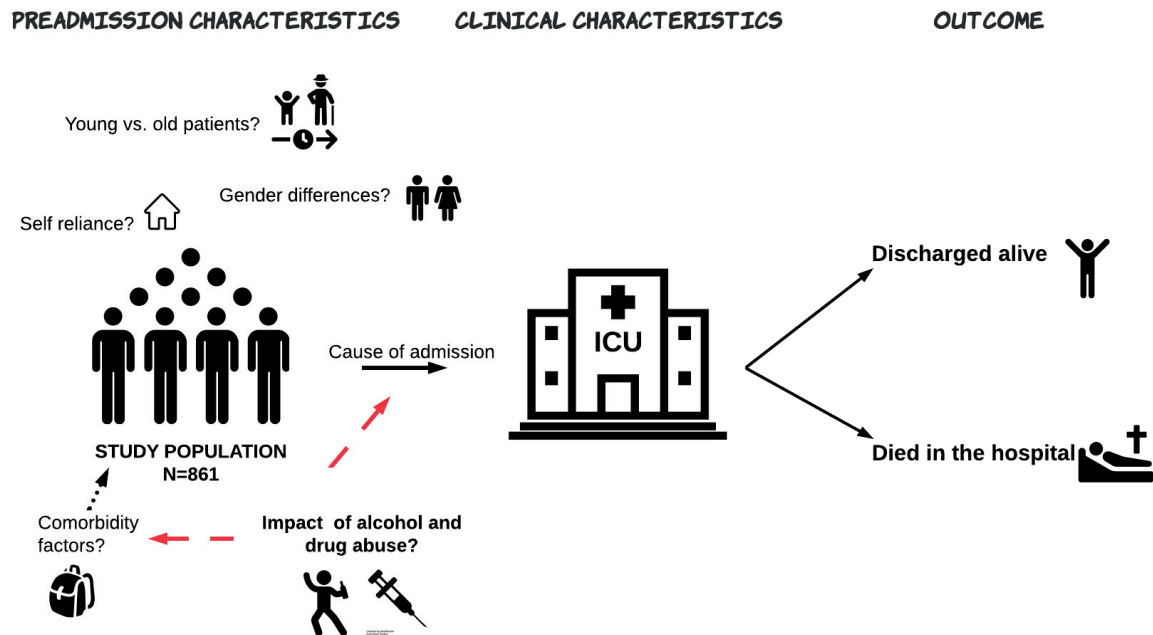 PREADMISSION CHARACTERISTICS
CLINICAL CHARACTERISTICS
OUTCOME
Young vs. old patients?
Gender differences?
Self reliance?
Discharged alive
ICU
Cause of admission
STUDY POPULATION
N=861
Died in the hospital
Comorbidity
factors?
Impact of alcohol and
drug abuse?